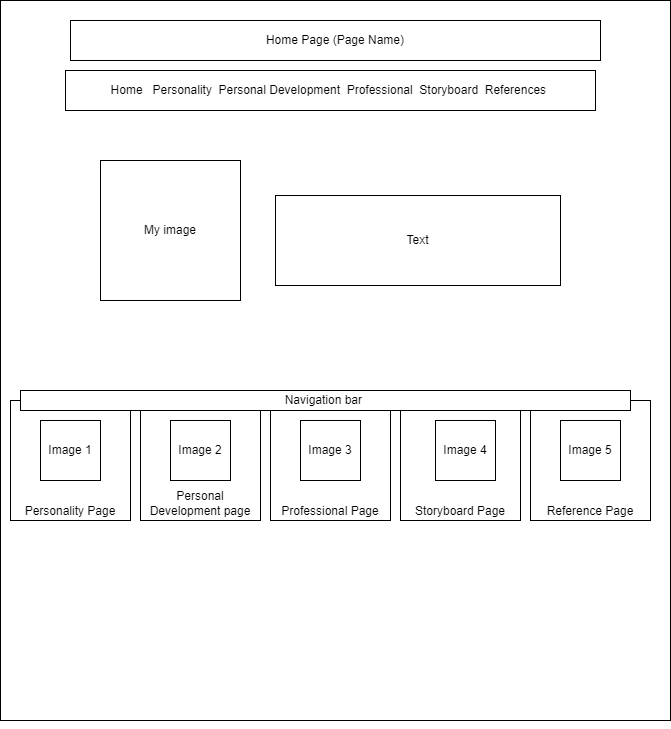 Home Page (Page Name)
Home Personality Personal Development Professional Storyboard References
My image
Text
Navigation bar
Image 1
Image 2
Image 3
Image 4
Image 5
Personality Page
Personal
Development page
Professional Page
Storyboard Page
Reference Page